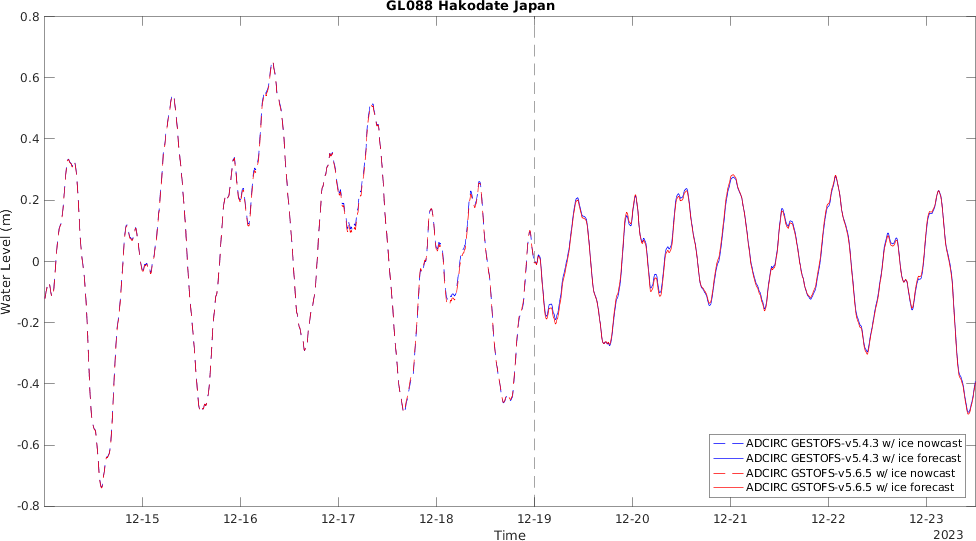 GL088 Hakodate Japan
Water Level (m)
0.8
0.6
0.4
0.2
0
-0.2
-0.4
-0.6
-0.8
12-15
12-16
12-17
12-18
12-19
12-20
12-21
12-22
12-23
Time
2023
ADCIRC GESTOFS-v5.4.3 w/ ice nowcast
ADCIRC GESTOFS-v5.4.3 w/ ice forecast
ADCIRC GSTOFS-v5.6.5 w/ ice nowcast
ADCIRC GSTOFS-v5.6.5 w/ ice forecast